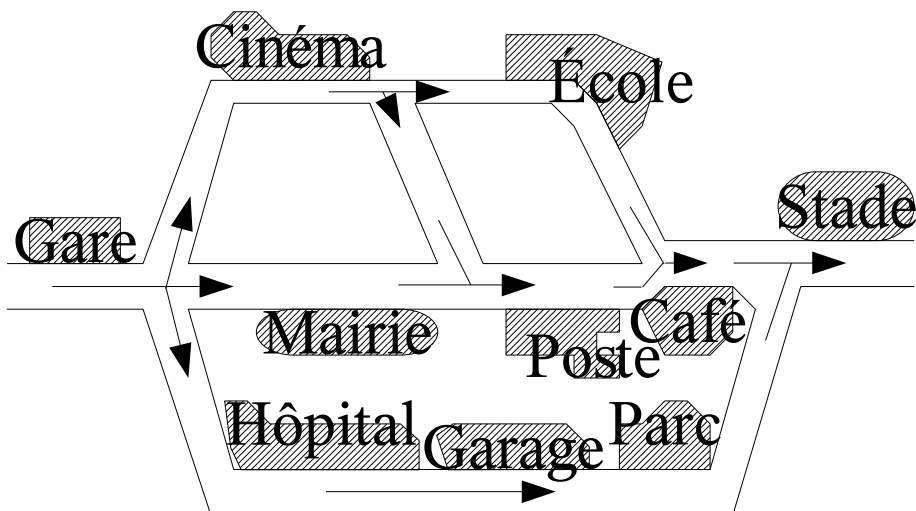 Cinéma
École
Stade
Gare
Café
Mairie
Poste
Hôpital
Garage
Parc